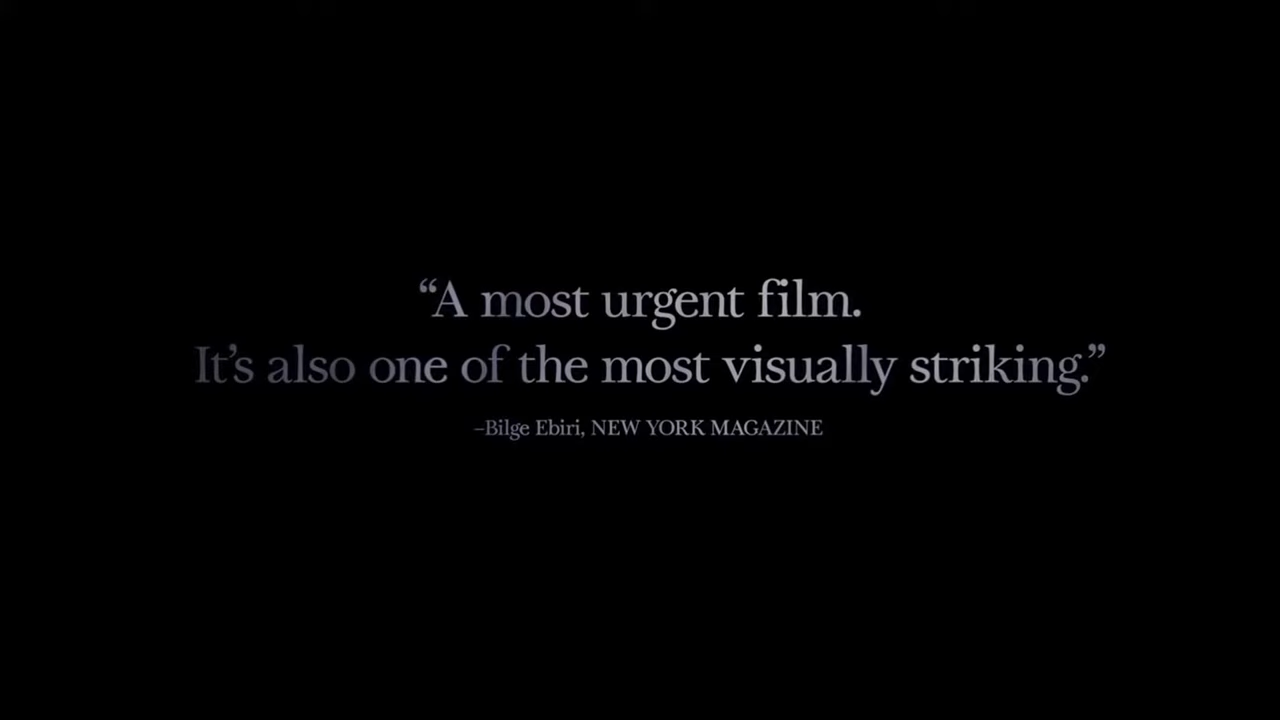 “A most urgent film.
It’s also one of the most visually striking.”
–Bilge Ebiri, NEW YORK MAGAZINE